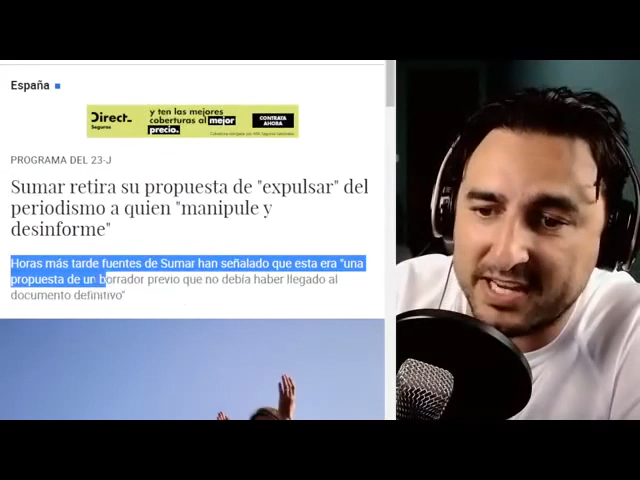 España
Direct_
Seguros
y ten las mejores
coberturas al mejor
precio.
CONTRATA
AHORA
PROGRAMA DEL 23-J
Sumar retira su propuesta de "expulsar" del
periodismo a quien "manipule y
desinforme"
Horas más tarde fuentes de Sumar han señalado que esta era "una
propuesta de un borrador previo que no debía haber llegado al
documento definitivo"